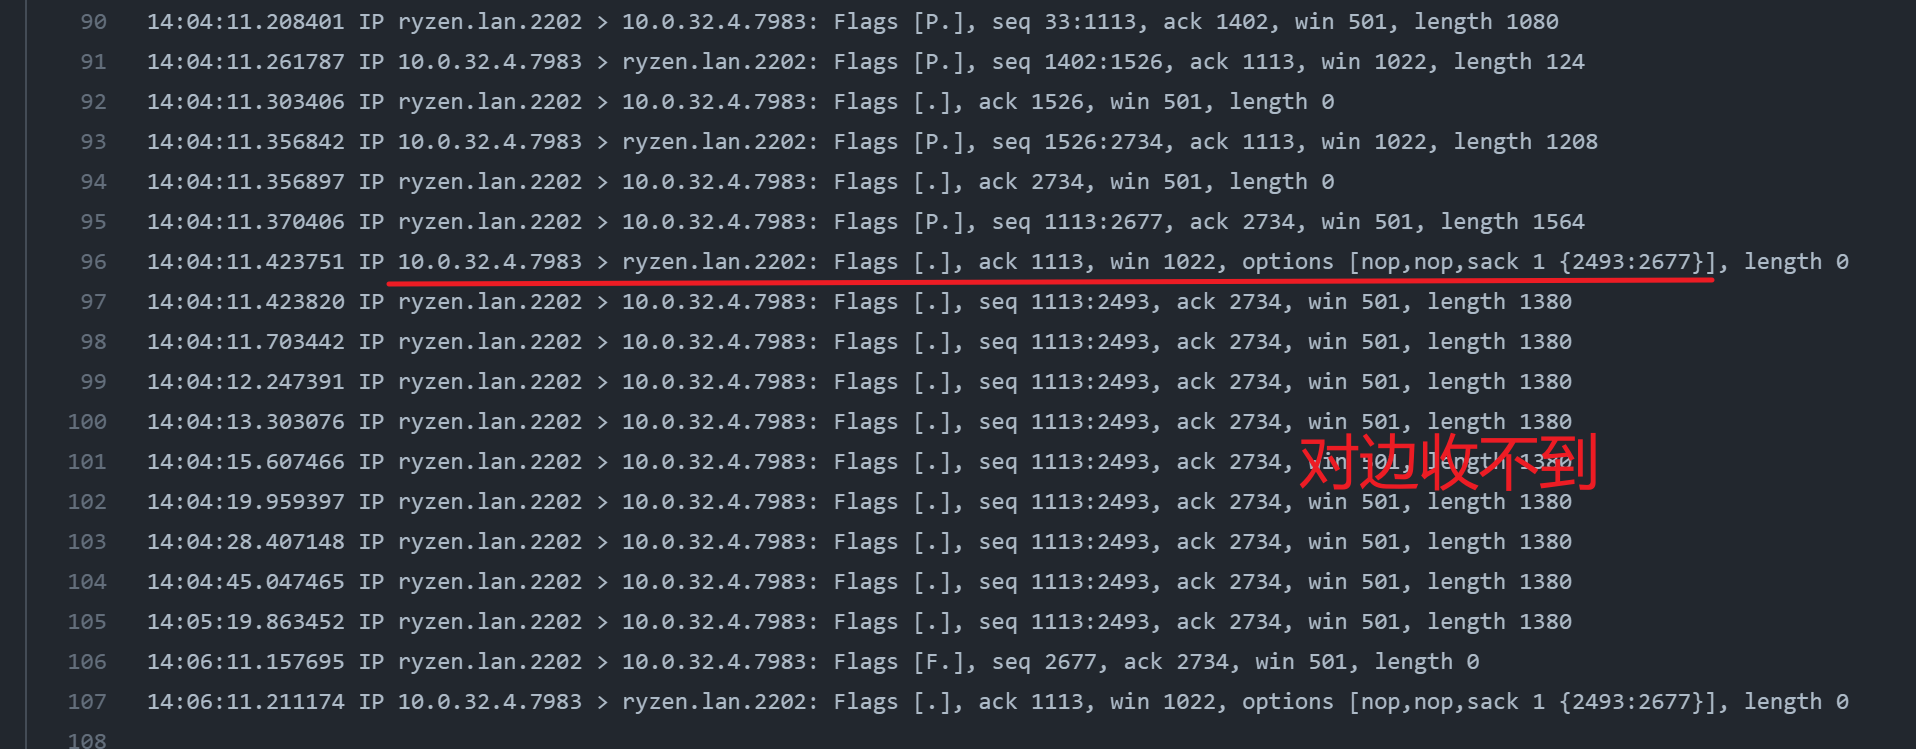 90 14:04:11.208401 IP ryzen.lan.2202 > 10.0.32.4.7983: Flags [P.], seq 33:1113, ack 1402, win 501, length 1080
91 14:04:11.261787 IP 10.0.32.4.7983 > ryzen.lan.2202: Flags [P.], seq 1402:1526, ack 1113, win 1022, length 124
92 14:04:11.303406 IP ryzen.lan.2202 > 10.0.32.4.7983: Flags [.], ack 1526, win 501, length 0
93 14:04:11.356842 IP 10.0.32.4.7983 > ryzen.lan.2202: Flags [P.], seq 1526:2734, ack 1113, win 1022, length 1208
94 14:04:11.356897 IP ryzen.lan.2202 > 10.0.32.4.7983: Flags [.], ack 2734, win 501, length 0
95 14:04:11.370406 IP ryzen.lan.2202 > 10.0.32.4.7983: Flags [P.], seq 1113:2677, ack 2734, win 501, length 1564
96 14:04:11.423751 IP 10.0.32.4.7983 > ryzen.lan.2202: Flags [.], ack 1113, win 1022, options [nop,nop,sack 1 {2493:2677}], length 0
97 14:04:11.423820 IP ryzen.lan.2202 > 10.0.32.4.7983: Flags [.], seq 1113:2493, ack 2734, win 501, length 1380
98 14:04:11.703442 IP ryzen.lan.2202 > 10.0.32.4.7983: Flags [.], seq 1113:2493, ack 2734, win 501, length 1380
99 14:04:12.247391 IP ryzen.lan.2202 > 10.0.32.4.7983: Flags [.], seq 1113:2493, ack 2734, win 501, length 1380
100 14:04:13.303076 IP ryzen.lan.2202 > 10.0.32.4.7983: Flags [.], seq 1113:2493, ack 2734, win 501, length 1380
101 14:04:15.607466 IP ryzen.lan.2202 > 10.0.32.4.7983: Flags [.], seq 1113:2493, ack 2734, win 501, length 1380
对边收不到
102 14:04:19.959397 IP ryzen.lan.2202 > 10.0.32.4.7983: Flags [.], seq 1113:2493, ack 2734, win 501, length 1380
103 14:04:28.407148 IP ryzen.lan.2202 > 10.0.32.4.7983: Flags [.], seq 1113:2493, ack 2734, win 501, length 1380
104 14:04:45.047465 IP ryzen.lan.2202 > 10.0.32.4.7983: Flags [.], seq 1113:2493, ack 2734, win 501, length 1380
105 14:05:19.863452 IP ryzen.lan.2202 > 10.0.32.4.7983: Flags [.], seq 1113:2493, ack 2734, win 501, length 1380
106 14:06:11.157695 IP ryzen.lan.2202 > 10.0.32.4.7983: Flags [F.], seq 2677, ack 2734, win 501, length 0
107 14:06:11.211174 IP 10.0.32.4.7983 > ryzen.lan.2202: Flags [.], ack 1113, win 1022, options [nop,nop,sack 1 {2493:2677}], length 0
108